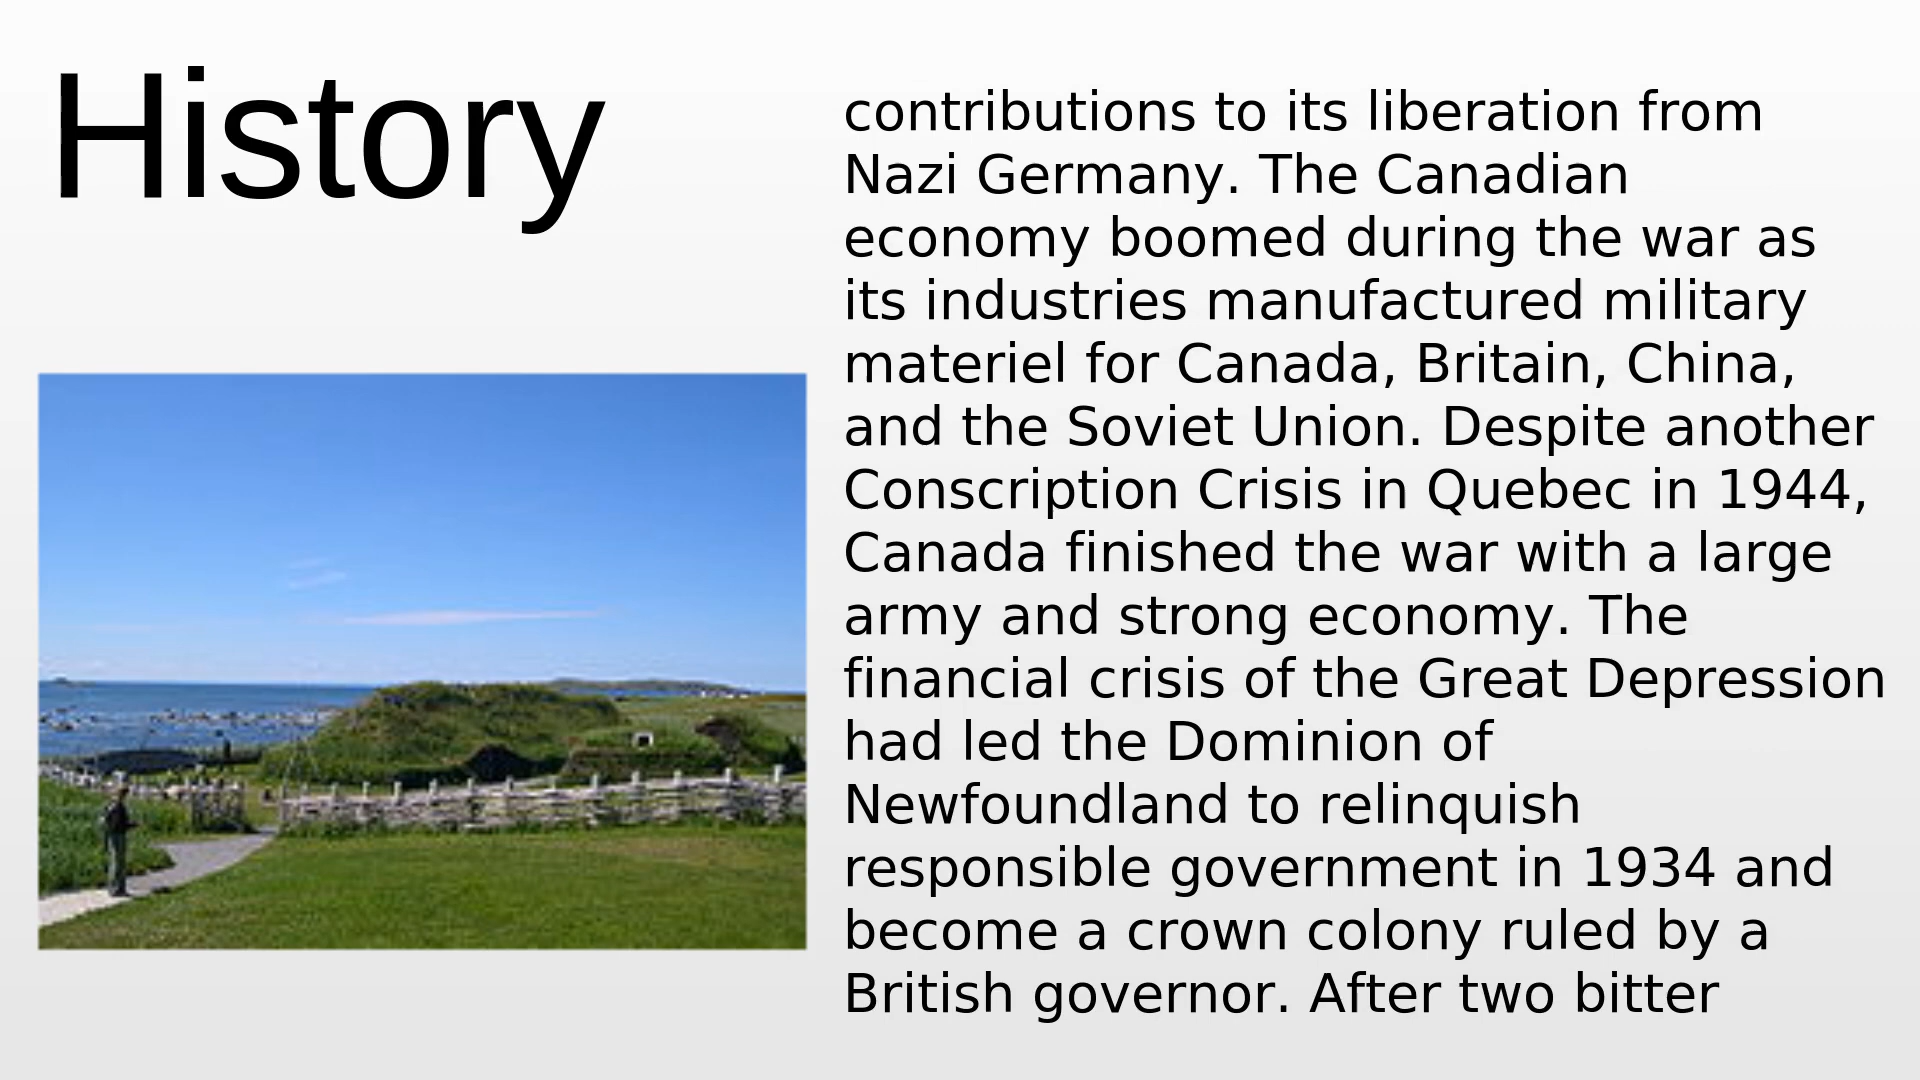 History
contributions to its liberation from
Nazi Germany. The Canadian
economy boomed during the war as
its industries manufactured military
materiel for Canada, Britain, China,
and the Soviet Union. Despite another
Conscription Crisis in Quebec in 1944,
Canada finished the war with a large
army and strong economy. The
financial crisis of the Great Depression
had led the Dominion of
Newfoundland to relinquish
responsible government in 1934 and
become a crown colony ruled by a
British governor. After two bitter